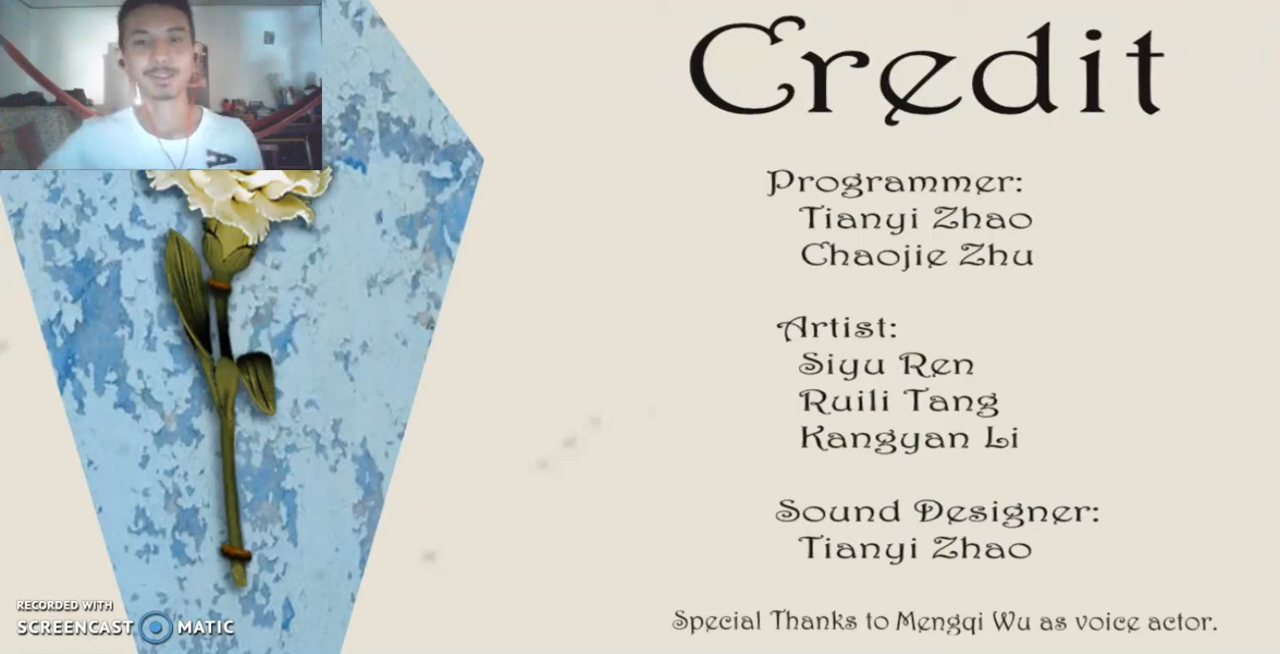 Credit
Programmer:
Tianyi Zhao
Chaojie Zhu
Artist:
Siyu Ren
Ruili Tang
Kangyan Li
Sound Designer:
Tianyi Zhao
Special Thanks to Mengqi Wu as voice actor.
A
RECORDED WITH
SCREENCAST MATIC